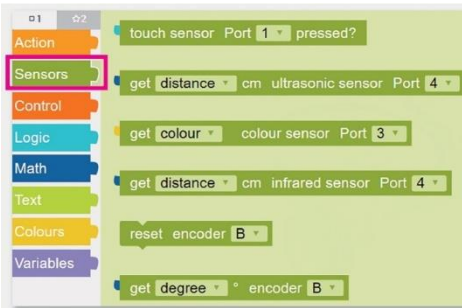 1 2
Action
Sensors
Control
Logic
Math
Text
Colours
Variables
touch sensor Port 1 pressed?
get distance cm ultrasonic sensor Port 4
get colour colour sensor Port 3
get distance cm infrared sensor Port 4
reset encoder B
get degree ° encoder B